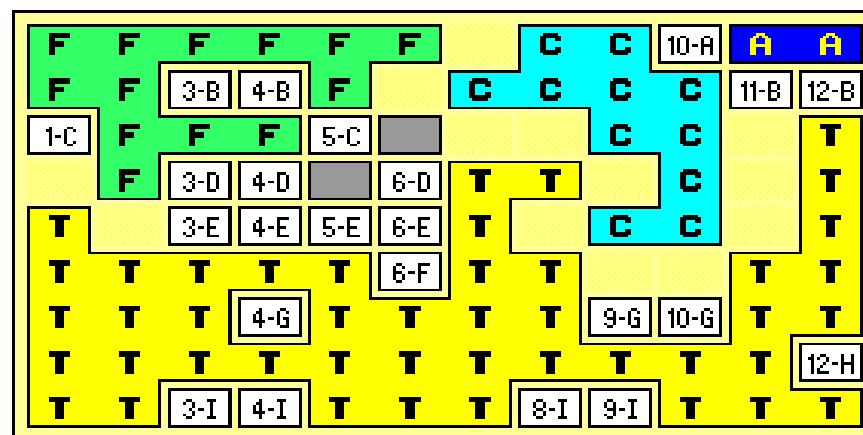 F F F F F F C C 10-A A A
F F 3-B 4-B F C C C C 11-B 12-B
1-C F F F 5-C C C T
F 3-D 4-D 6-D T T C T
T 3-E 4-E 5-E 6-E T C C T
T T T T T 6-F T T T T
T T T 4-G T T T T 9-G 10-G T T
T T T T T T T T T T T 12-H
T T 3-I 4-I T T T 8-I 9-I T T T